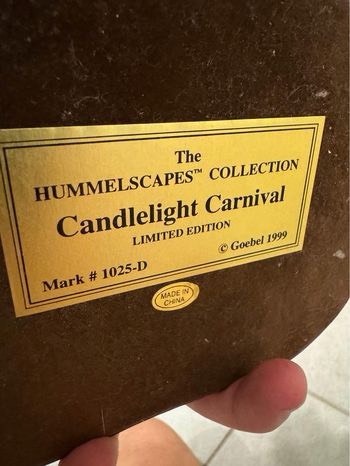 The
HUMMELSCAPES™ COLLECTION
Candlelight Carnival
LIMITED EDITION
© Goebel 1999
Mark # 1025-D
MADE IN
CHINA